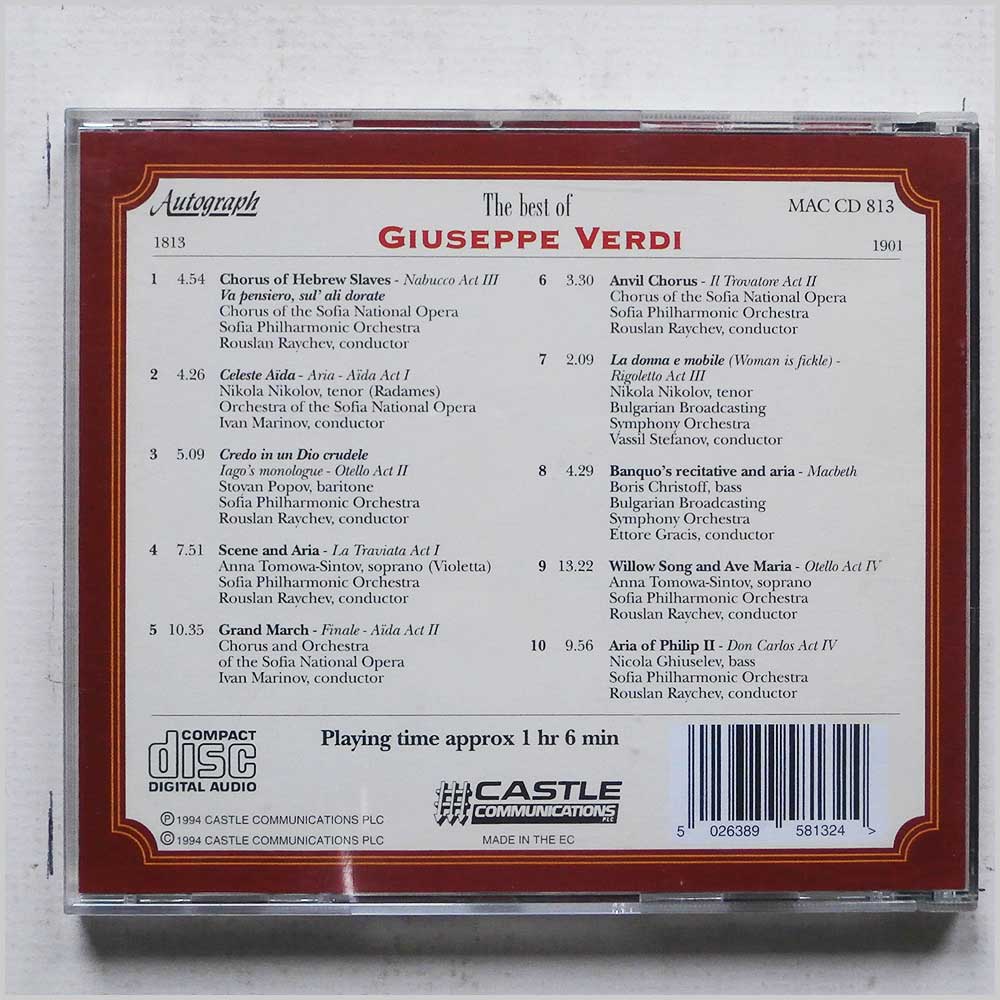 Autograph
The best of
MAC CD 813
GIUSEPPE VERDI
1813
1901
1 4.54 Chorus of Hebrew Slaves - Nabucco Act III
Va pensiero, sul' ali dorate
Chorus of the Sofia National Opera
Sofia Philharmonic Orchestra
Rouslan Raychev, conductor
2 4.26 Celeste Aïda - Aria - Aïda Act I
Nikola Nikolov, tenor (Radames)
Orchestra of the Sofia National Opera
Ivan Marinov, conductor
3 5.09 Credo in un Dio crudele
Iago's monologue - Otello Act II
Stovan Popov, baritone
Sofia Philharmonic Orchestra
Rouslan Raychev, conductor
4 7.51 Scene and Aria - La Traviata Act I
Anna Tomowa-Sintov, soprano (Violetta)
Sofia Philharmonic Orchestra
Rouslan Raychev, conductor
5 10.35 Grand March - Finale - Aïda Act II
Chorus and Orchestra
of the Sofia National Opera
Ivan Marinov, conductor
6 3.30 Anvil Chorus - Il Trovatore Act II
Chorus of the Sofia National Opera
Sofia Philharmonic Orchestra
Rouslan Raychev, conductor
7 2.09 La donna e mobile (Woman is fickle) -
Rigoletto Act III
Nikola Nikolov, tenor
Bulgarian Broadcasting
Symphony Orchestra
Vassil Stefanov, conductor
8 4.29 Banquo's recitative and aria - Macbeth
Boris Christoff, bass
Bulgarian Broadcasting
Symphony Orchestra
Ettore Gracis, conductor
9 13.22 Willow Song and Ave Maria - Otello Act IV
Anna Tomowa-Sintov, soprano
Sofia Philharmonic Orchestra
Rouslan Raychev, conductor
10 9.56 Aria of Philip II - Don Carlos Act IV
Nicola Ghiuselev, bass
Sofia Philharmonic Orchestra
Rouslan Raychev, conductor
COMPACT
disc
DIGITAL AUDIO
Playing time approx 1 hr 6 min
CASTLE
COMMUNICATIONS
PLC
MADE IN THE EC
℗ 1994 CASTLE COMMUNICATIONS PLC
© 1994 CASTLE COMMUNICATIONS PLC
5 026389 581324 >